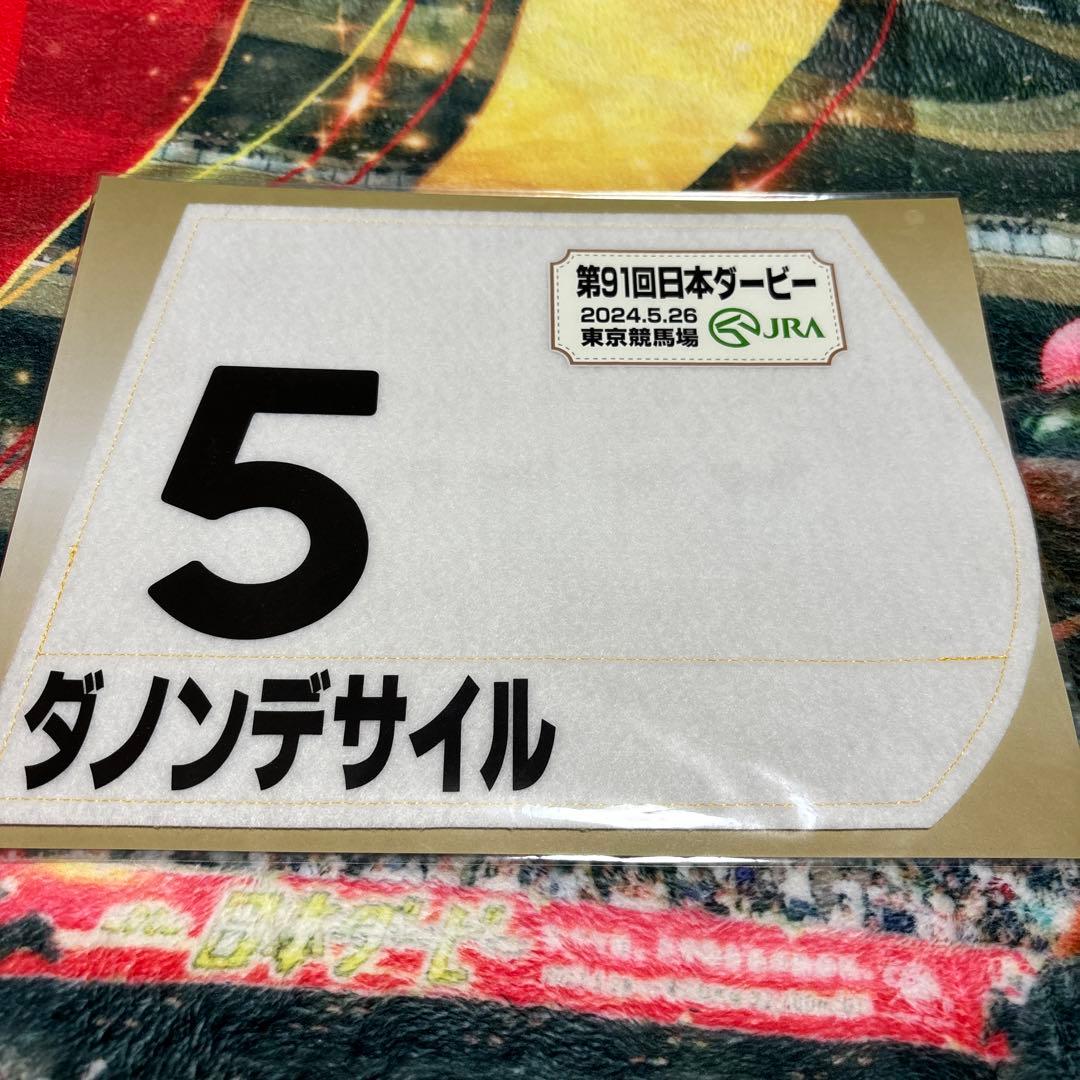 第91回日本ダービー
2024.5.26
東京競馬場
JRA
5
ダノンデサイル
日本ダービー